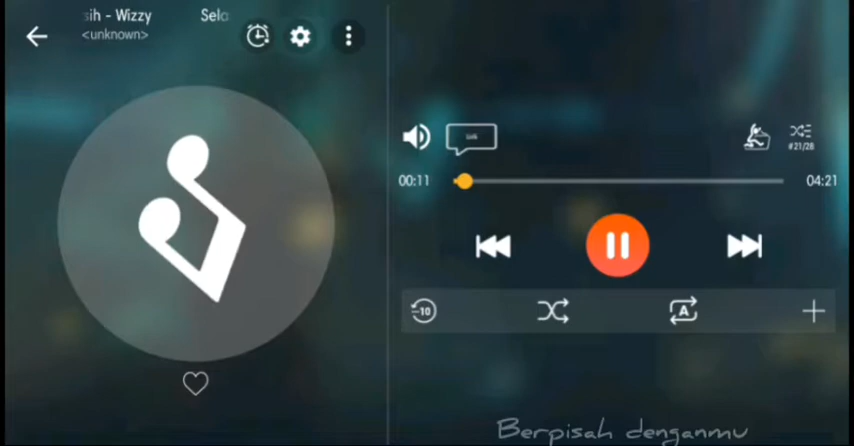 sih - Wizzy Sela
<unknown>
#21/28
00:11
04:21
-10
A
Berpisah denganmu